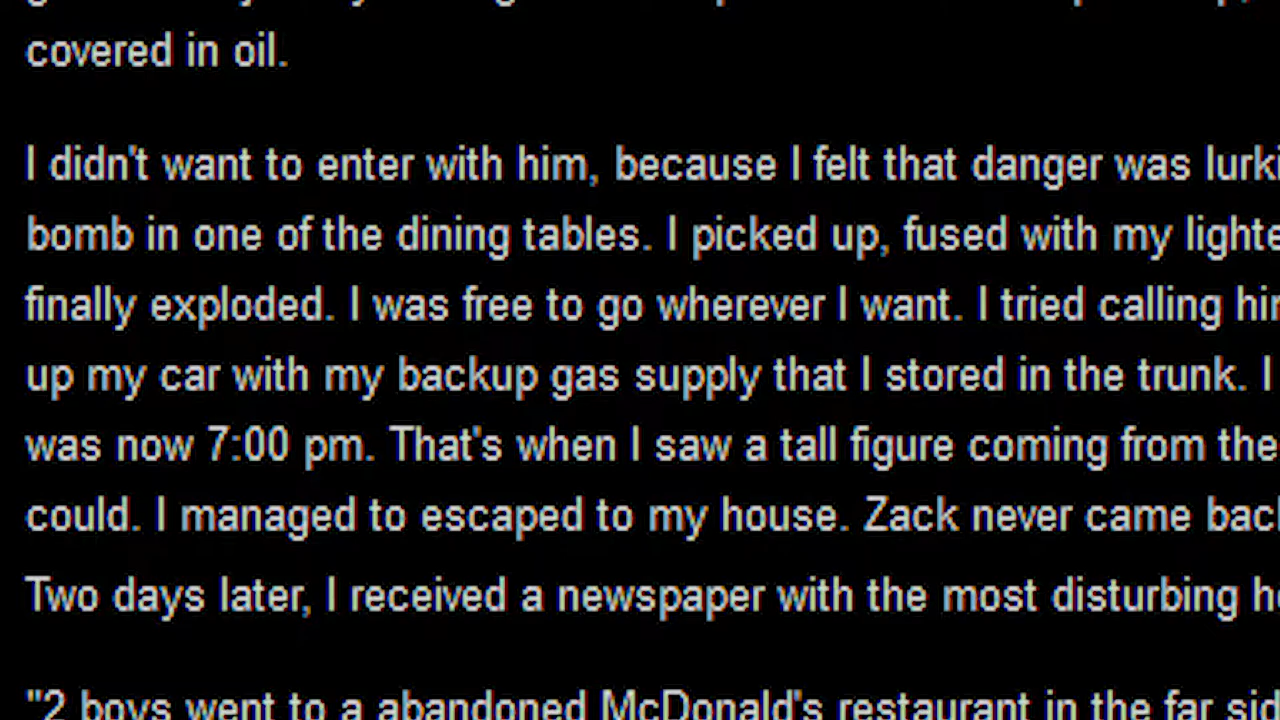 covered in oil.
I didn't want to enter with him, because I felt that danger was
bomb in one of the dining tables. I picked up, fused with my
finally exploded. I was free to go wherever I want. I tried calling
up my car with my backup gas supply that I stored in the trunk. I
was now 7:00 pm. That's when I saw a tall figure coming from the
could. I managed to escaped to my house. Zack never came
Two days later, I received a newspaper with the most disturbing
"2 boys went to a abandoned McDonald's restaurant in the far